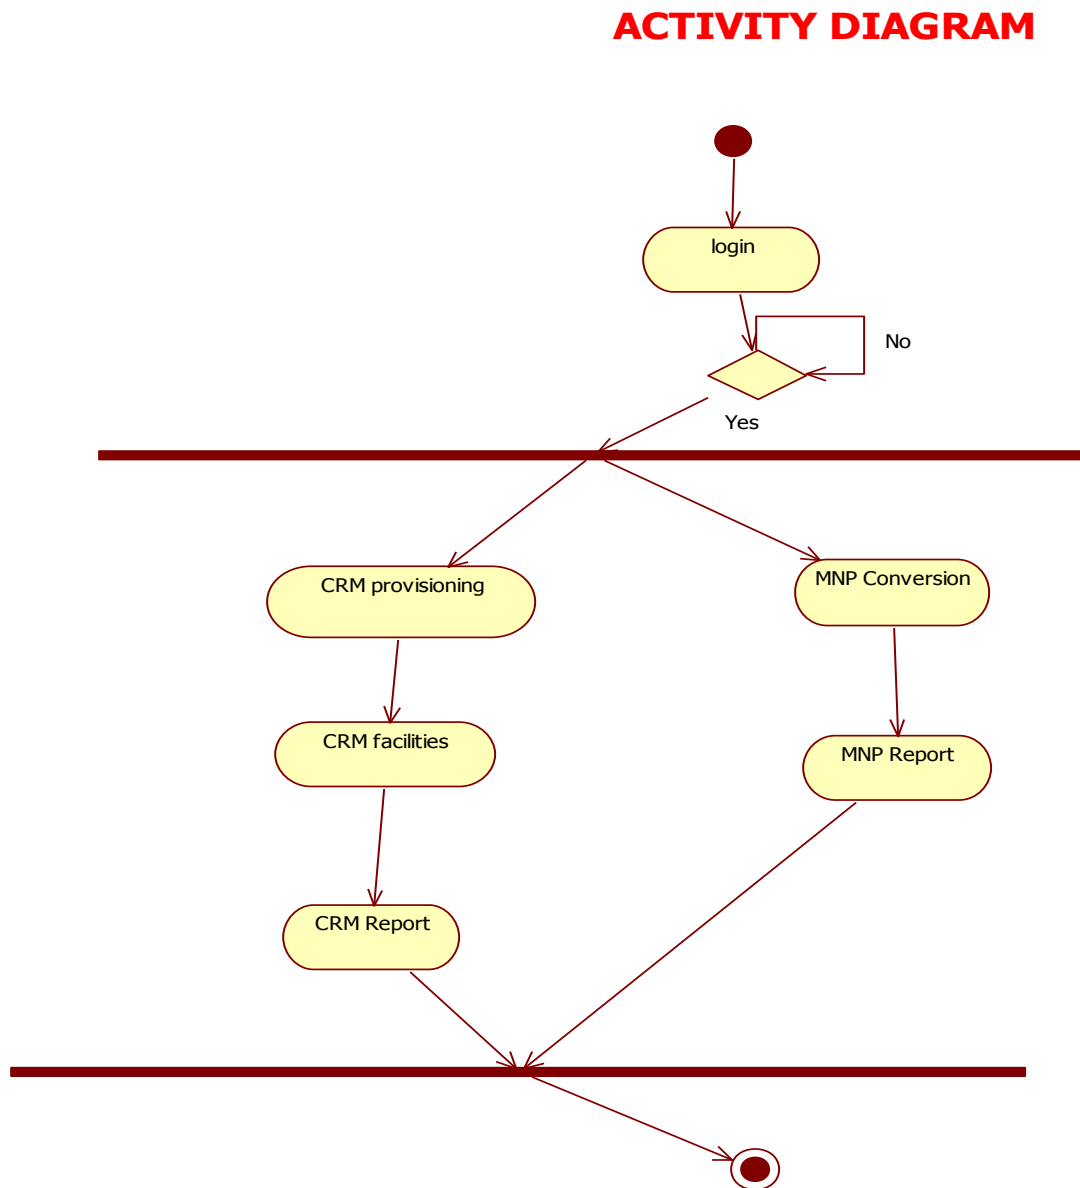 ACTIVITY DIAGRAM
login
No
Yes
CRM provisioning
MNP Conversion
CRM facilities
MNP Report
CRM Report